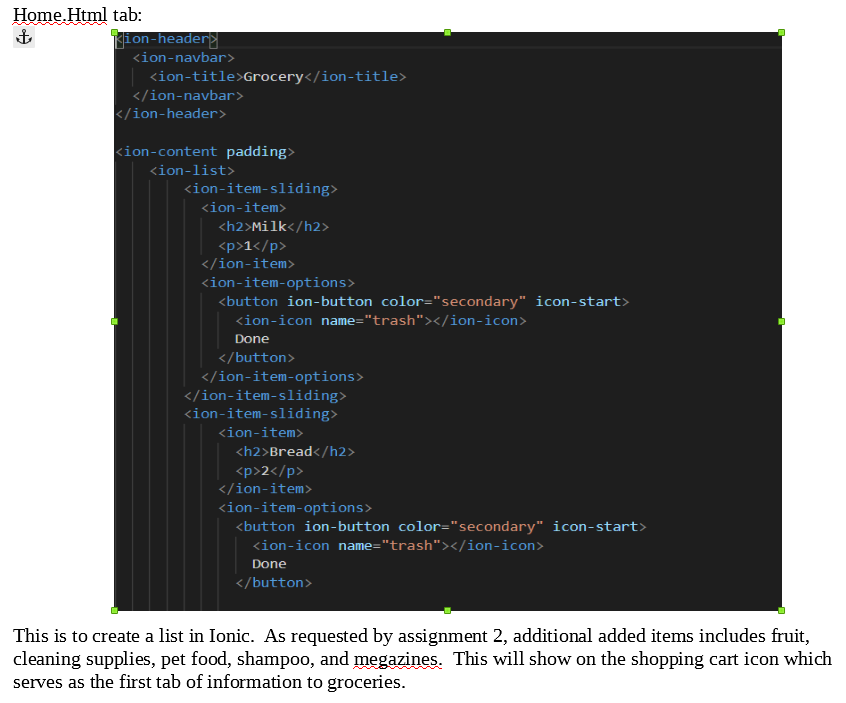 Home.Html tab:
<ion-header>
<ion-navbar>
<ion-title>Grocery</ion-title>
</ion-navbar>
</ion-header>
<ion-content padding>
<ion-list>
<ion-item-sliding>
<ion-item>
<h2>Milk</h2>
<p>1</p>
</ion-item>
<ion-item-options>
<button ion-button color="secondary" icon-start>
<ion-icon name="trash"></ion-icon>
Done
</button>
</ion-item-options>
</ion-item-sliding>
<ion-item-sliding>
<ion-item>
<h2>Bread</h2>
<p>2</p>
</ion-item>
<ion-item-options>
<button ion-button color="secondary" icon-start>
<ion-icon name="trash"></ion-icon>
Done
</button>
This is to create a list in Ionic.  As requested by assignment 2, additional added items includes fruit,
cleaning supplies, pet food, shampoo, and megazines.  This will show on the shopping cart icon which
serves as the first tab of information to groceries.